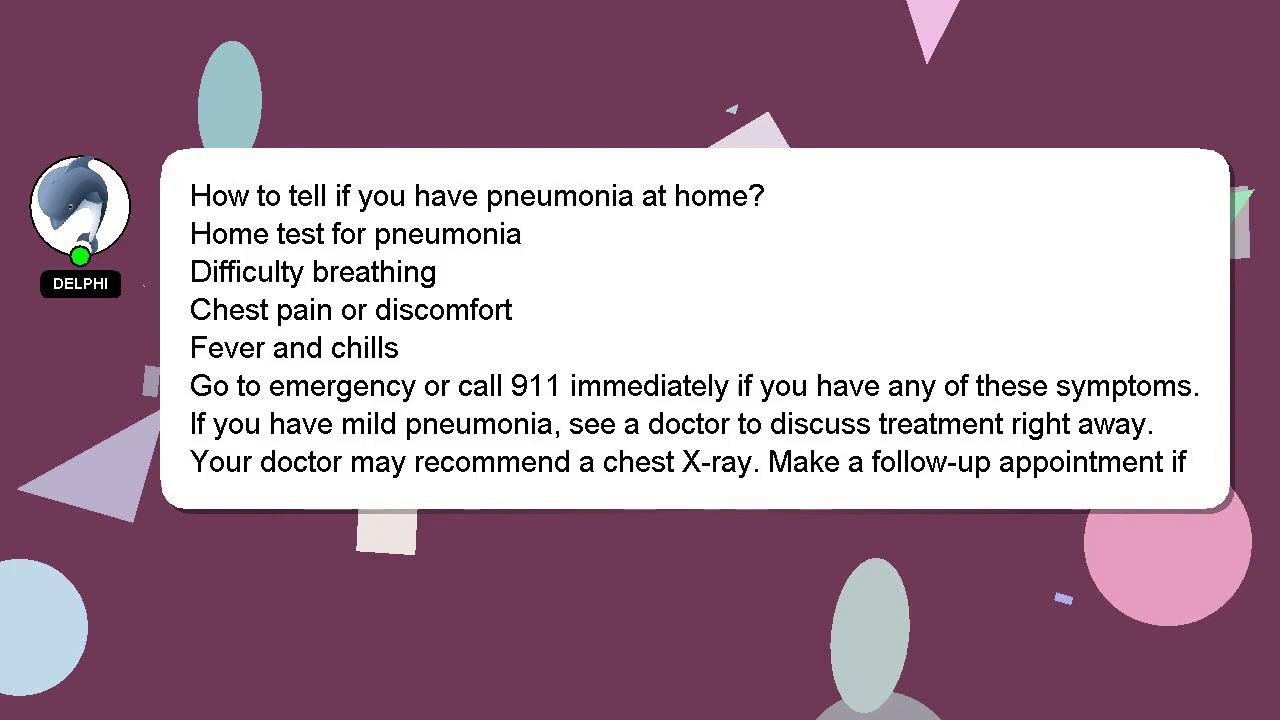 How to tell if you have pneumonia at home?
Home test for pneumonia
Difficulty breathing
Chest pain or discomfort
Fever and chills
Go to emergency or call 911 immediately if you have any of these symptoms.
If you have mild pneumonia, see a doctor to discuss treatment right away.
Your doctor may recommend a chest X-ray. Make a follow-up appointment if
DELPHI